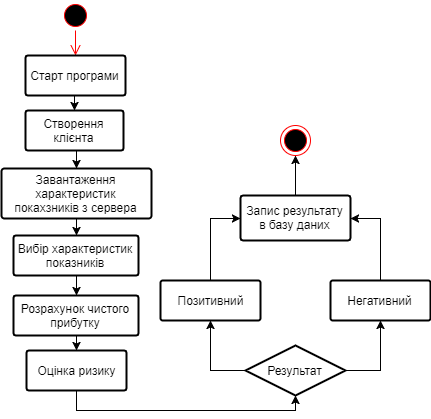 Старт програми
Створення
клієнта
Завантаження
характеристик
покахзників з сервера
Вибір характеристик
показників
Розрахунок чистого
прибутку
Оцінка ризику
Результат
Позитивний
Негативний
Запис результату
в базу даних